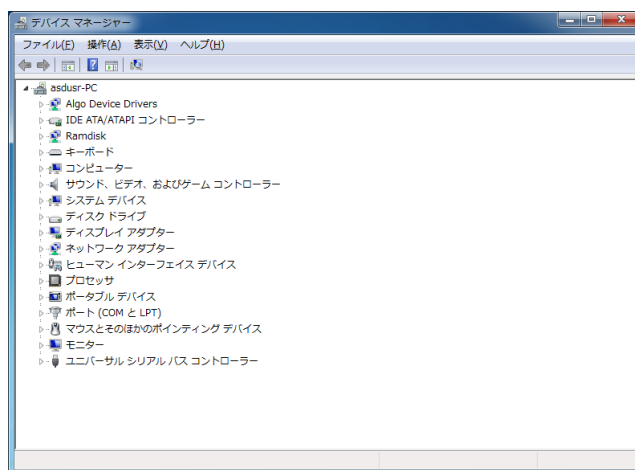 デバイス マネージャー
ファイル(F) 操作(A) 表示(V) ヘルプ(H)
asdusr-PC
Algo Device Drivers
IDE ATA/ATAPI コントローラー
Ramdisk
キーボード
コンピューター
サウンド、ビデオ、およびゲーム コントローラー
システム デバイス
ディスク ドライブ
ディスプレイ アダプター
ネットワーク アダプター
ヒューマン インターフェイス デバイス
プロセッサ
ポータブル デバイス
ポート (COM と LPT)
マウスとそのほかのポインティング デバイス
モニター
ユニバーサル シリアル バス コントローラー